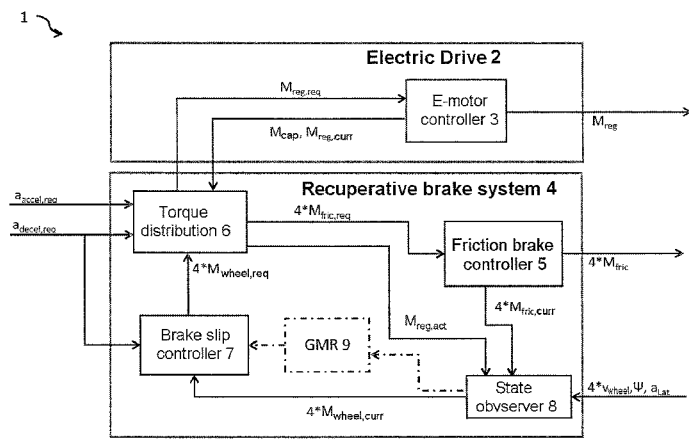 1
Electric Drive 2
M_reg,req
E-motor
controller 3
M_cap, M_reg,curr
M_reg
Recuperative brake system 4
a_accel,req
Torque
distribution 6
4*M_fric,req
a_decel,req
Friction brake
controller 5
4*M_fric
4*M_wheel,req
4*M_fric,curr
M_reg,act
Brake slip
controller 7
GMR 9
State
obvserver 8
4*v_wheel, Ψ, a_Lat
4*M_wheel,curr